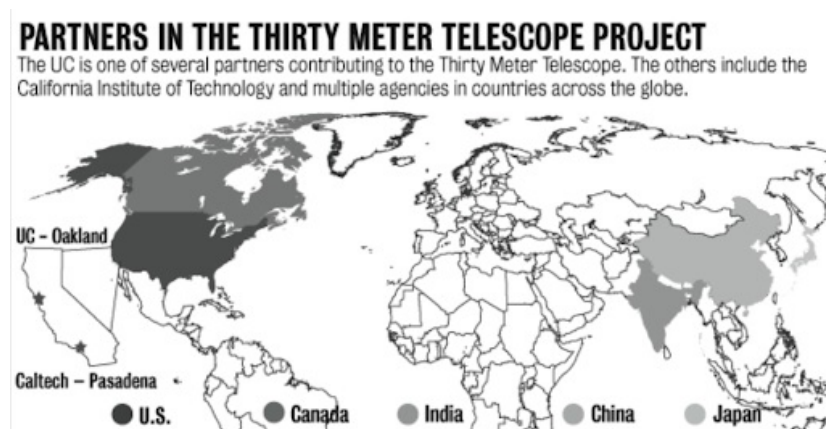 PARTNERS IN THE THIRTY METER TELESCOPE PROJECT
The UC is one of several partners contributing to the Thirty Meter Telescope. The others include the
California Institute of Technology and multiple agencies in countries across the globe.
UC – Oakland
Caltech – Pasadena
U.S.
Canada
India
China
Japan